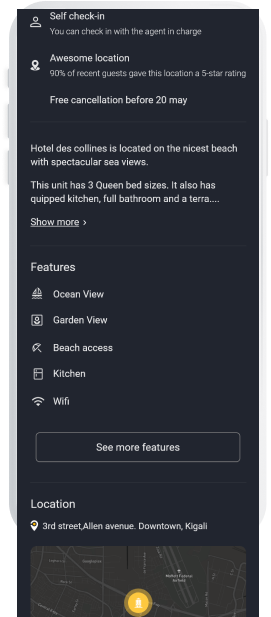 Self check-in
You can check in with the agent in charge
Awesome location
90% of recent guests gave this location a 5-star rating
Free cancellation before 20 may
Hotel des collines is located on the nicest beach
with spectacular sea views.
This unit has 3 Queen bed sizes. It also has
quipped kitchen, full bathroom and a terra....
Show more >
Features
Ocean View
Garden View
Beach access
Kitchen
Wifi
See more features
Location
3rd street,Allen avenue. Downtown, Kigali